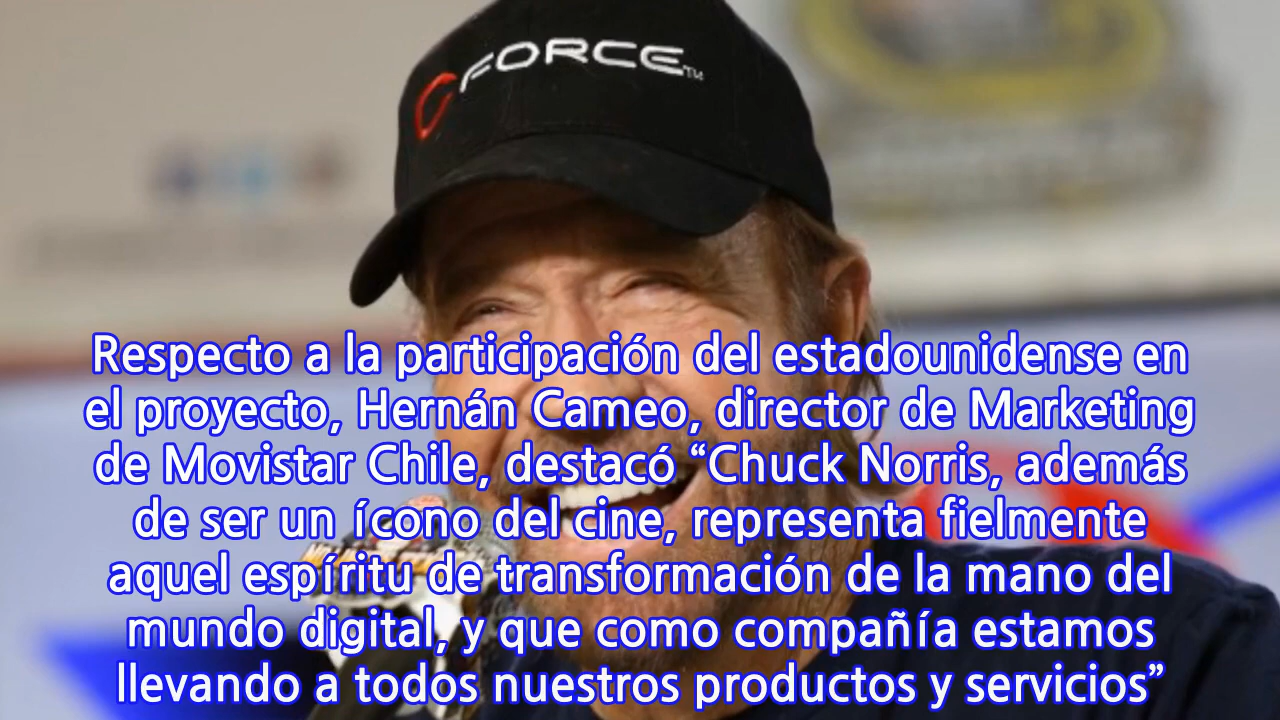 CFORCE™
Respecto a la participación del estadounidense en
el proyecto, Hernán Cameo, director de Marketing
de Movistar Chile, destacó “Chuck Norris, además
de ser un ícono del cine, representa fielmente
aquel espíritu de transformación de la mano del
mundo digital, y que como compañía estamos
llevando a todos nuestros productos y servicios”